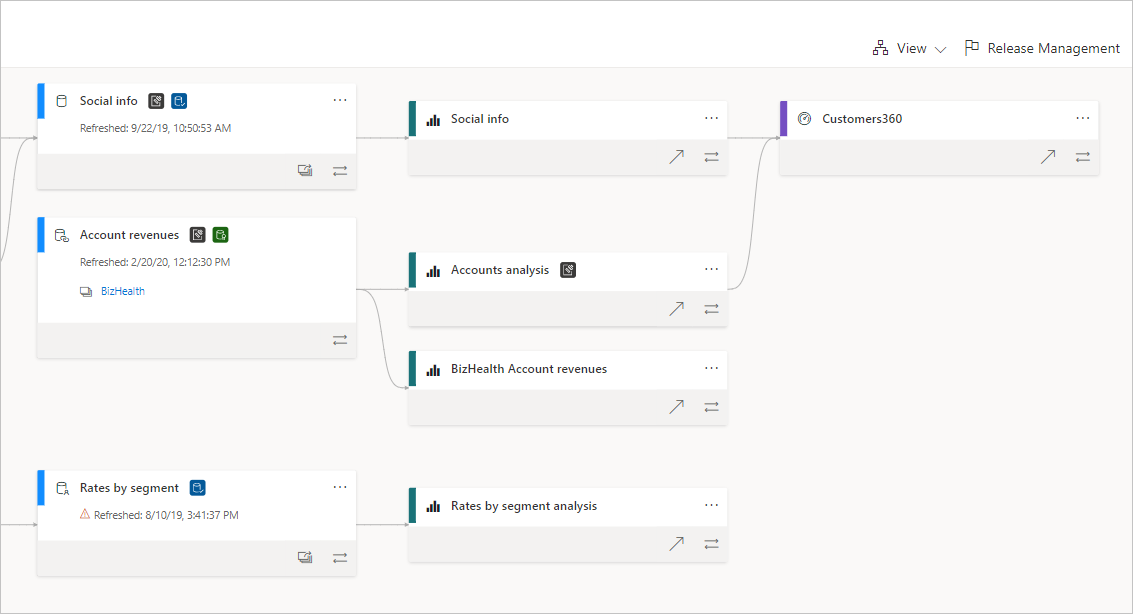 View
Release Management
Social info
Refreshed: 9/22/19, 10:50:53 AM
Social info
Customers360
Account revenues
Refreshed: 2/20/20, 12:12:30 PM
BizHealth
Accounts analysis
BizHealth Account revenues
Rates by segment
Refreshed: 8/10/19, 3:41:37 PM
Rates by segment analysis